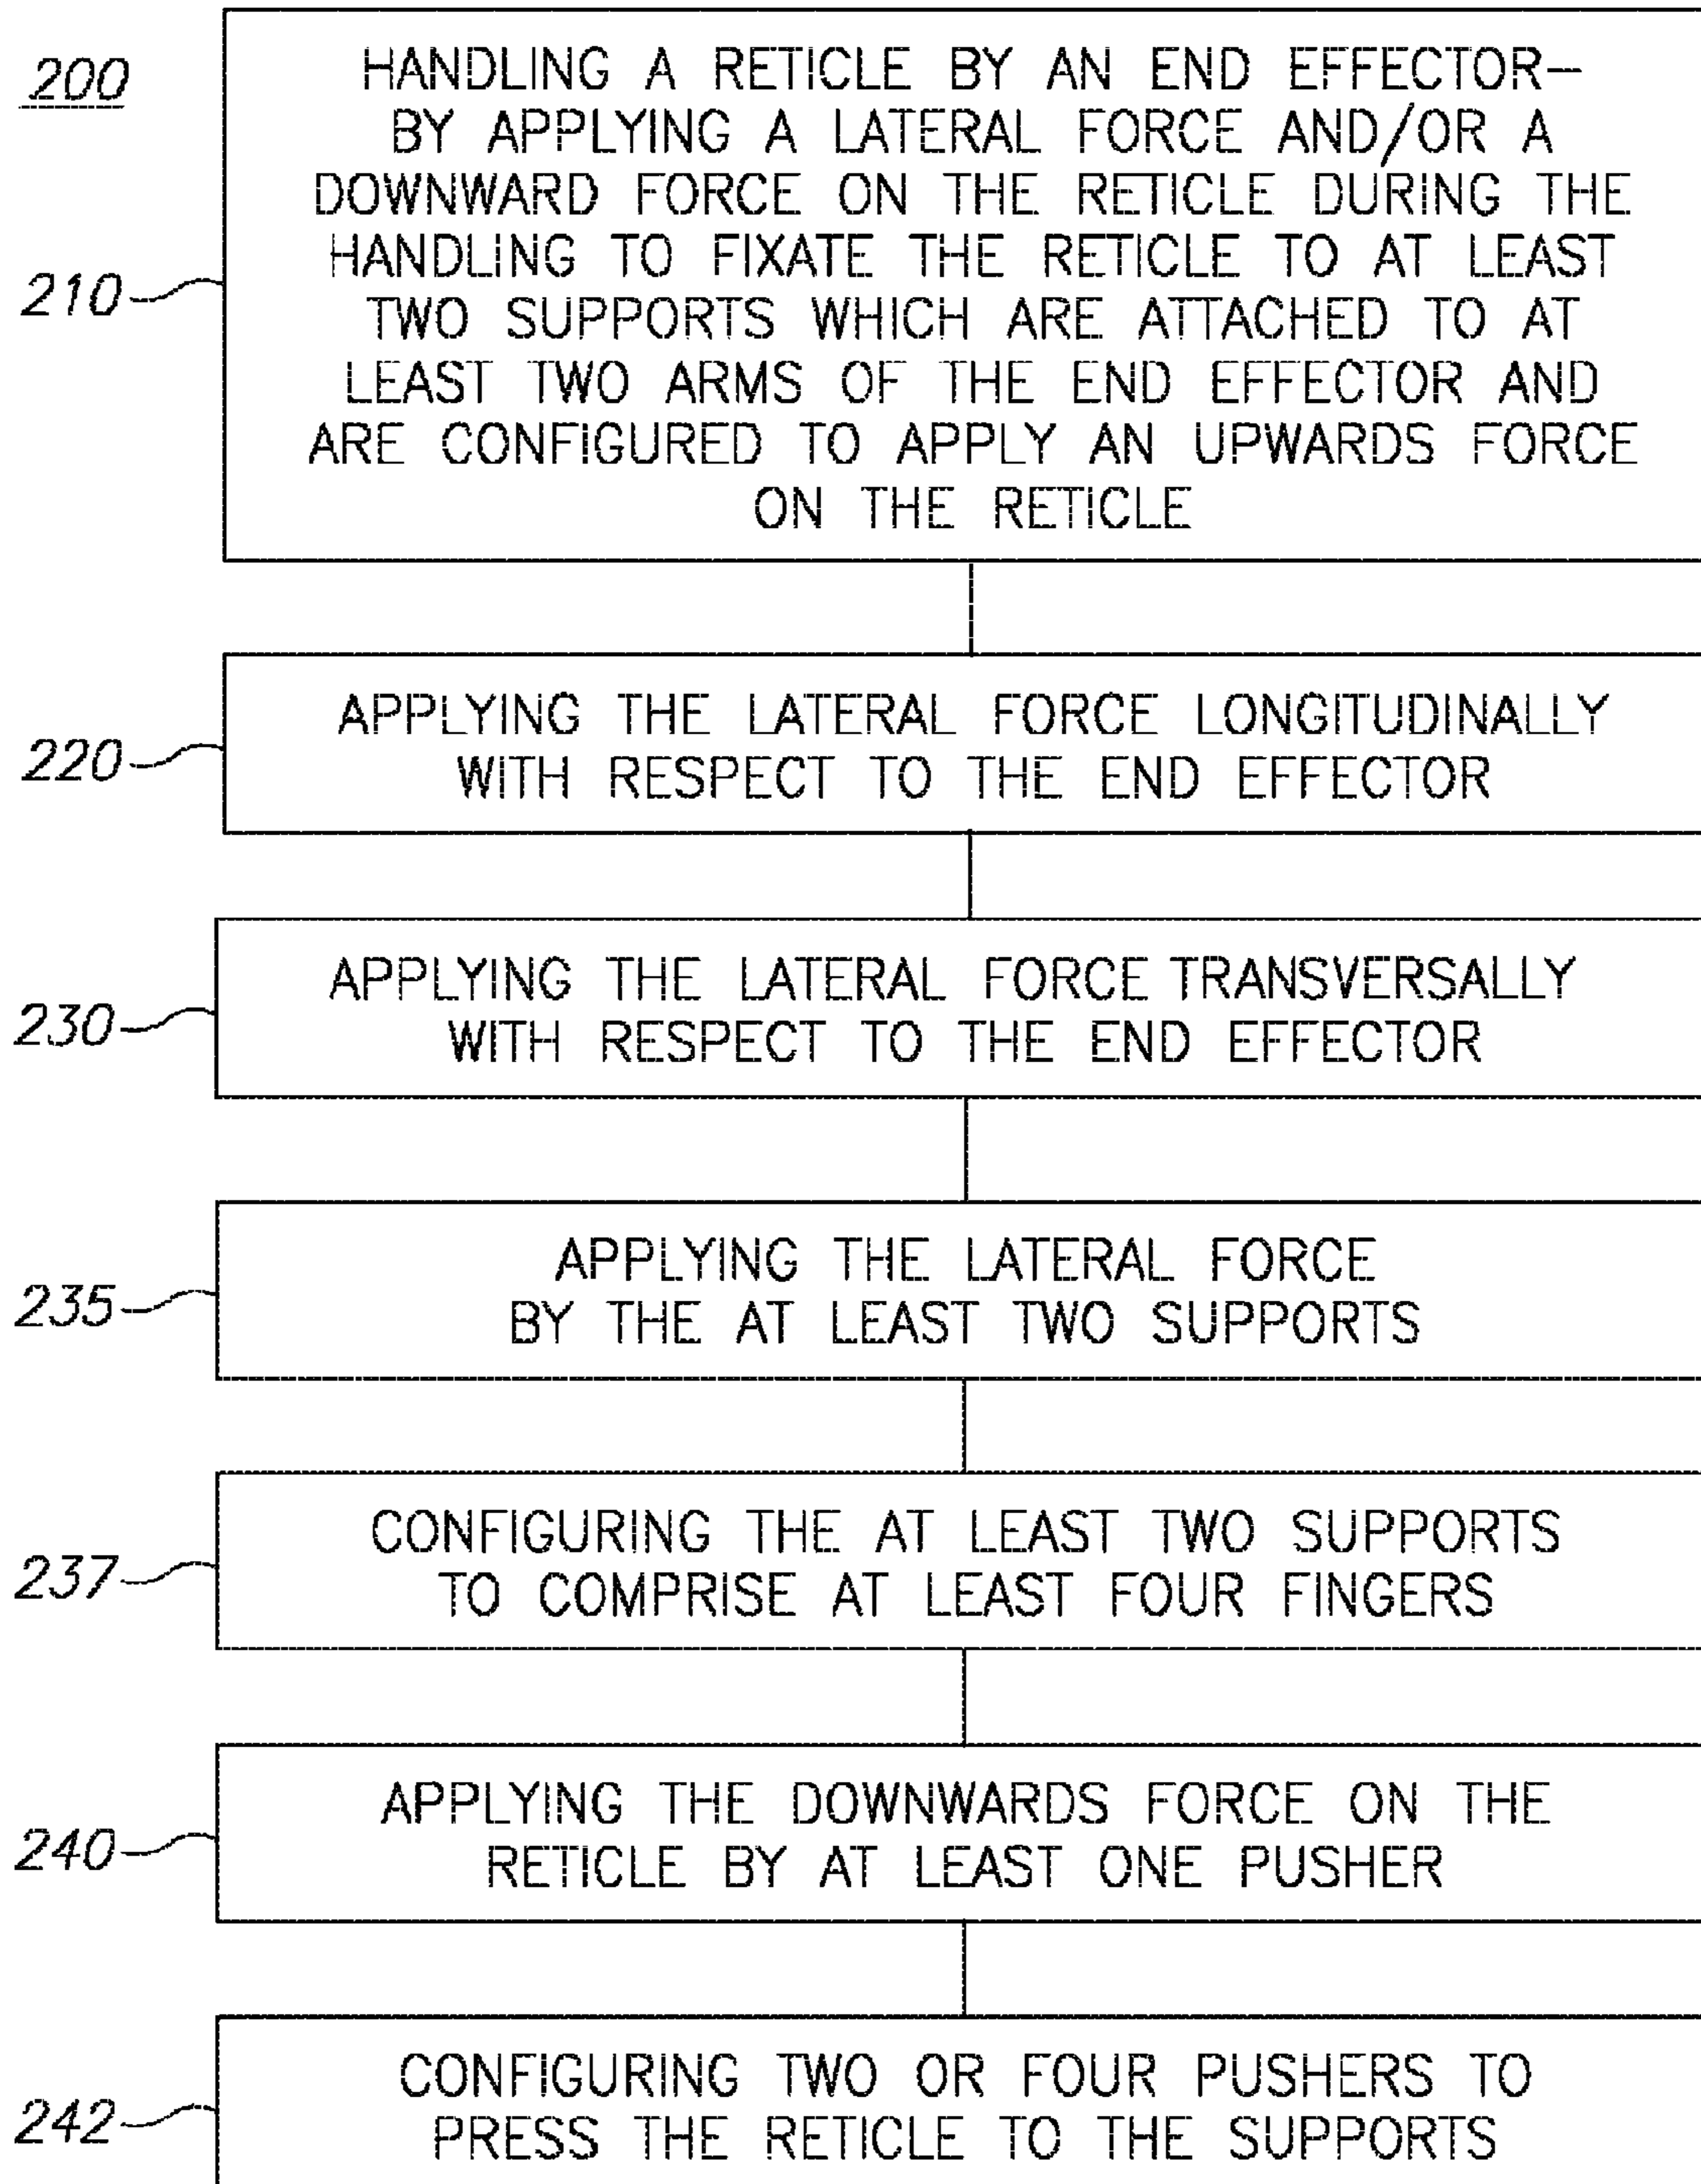 200
HANDLING A RETICLE BY AN END EFFECTOR–
BY APPLYING A LATERAL FORCE AND/OR A
DOWNWARD FORCE ON THE RETICLE DURING THE
HANDLING TO FIXATE THE RETICLE TO AT LEAST
TWO SUPPORTS WHICH ARE ATTACHED TO AT
LEAST TWO ARMS OF THE END EFFECTOR AND
ARE CONFIGURED TO APPLY AN UPWARDS FORCE
ON THE RETICLE
210
APPLYING THE LATERAL FORCE LONGITUDINALLY
WITH RESPECT TO THE END EFFECTOR
220
APPLYING THE LATERAL FORCE TRANSVERSALLY
WITH RESPECT TO THE END EFFECTOR
230
APPLYING THE LATERAL FORCE
BY THE AT LEAST TWO SUPPORTS
235
CONFIGURING THE AT LEAST TWO SUPPORTS
TO COMPRISE AT LEAST FOUR FINGERS
237
APPLYING THE DOWNWARDS FORCE ON THE
RETICLE BY AT LEAST ONE PUSHER
240
CONFIGURING TWO OR FOUR PUSHERS TO
PRESS THE RETICLE TO THE SUPPORTS
242